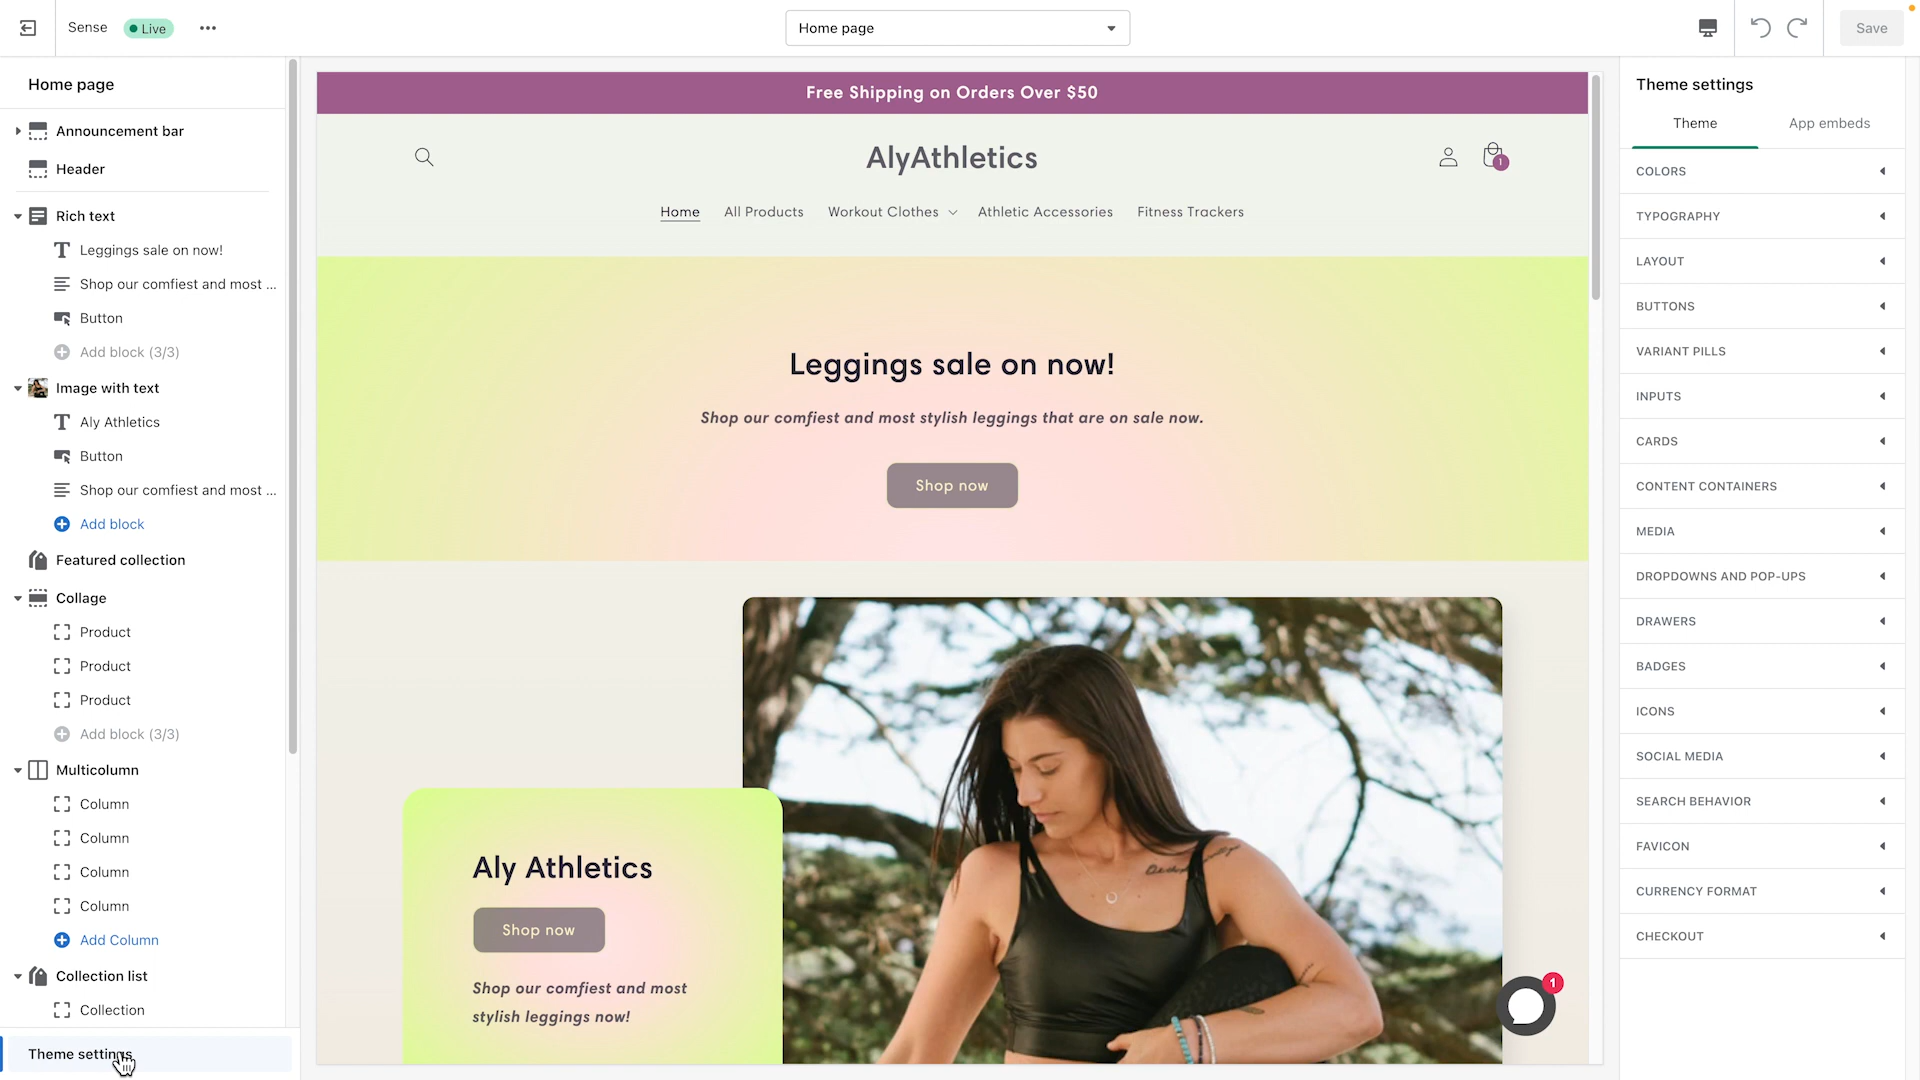 Sense
Live
Home page
Save
Home page
Announcement bar
Header
Rich text
Leggings sale on now!
Shop our comfiest and most ...
Button
Add block (3/3)
Image with text
Aly Athletics
Button
Shop our comfiest and most ...
Add block
Featured collection
Collage
Product
Product
Product
Add block (3/3)
Multicolumn
Column
Column
Column
Column
Add Column
Collection list
Collection
Theme settings
Free Shipping on Orders Over $50
AlyAthletics
1
Home All Products Workout Clothes Athletic Accessories Fitness Trackers
Leggings sale on now!
Shop our comfiest and most stylish leggings that are on sale now.
Shop now
Aly Athletics
Shop now
Shop our comfiest and most
stylish leggings now!
1
Theme settings
Theme App embeds
COLORS
TYPOGRAPHY
LAYOUT
BUTTONS
VARIANT PILLS
INPUTS
CARDS
CONTENT CONTAINERS
MEDIA
DROPDOWNS AND POP-UPS
DRAWERS
BADGES
ICONS
SOCIAL MEDIA
SEARCH BEHAVIOR
FAVICON
CURRENCY FORMAT
CHECKOUT